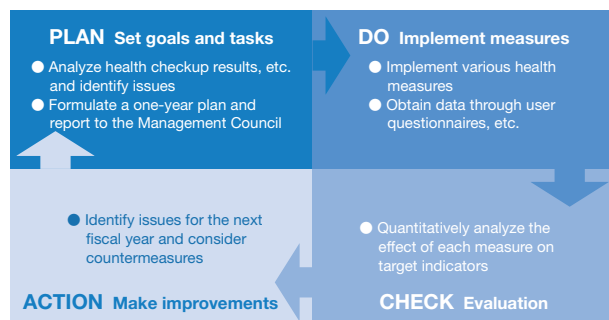 PLAN Set goals and tasks
● Analyze health checkup results, etc.
and identify issues
● Formulate a one-year plan and
report to the Management Council
DO Implement measures
● Implement various health
measures
● Obtain data through user
questionnaires, etc.
● Quantitatively analyze the
effect of each measure on
target indicators
CHECK Evaluation
● Identify issues for the next
fiscal year and consider
countermeasures
ACTION Make improvements